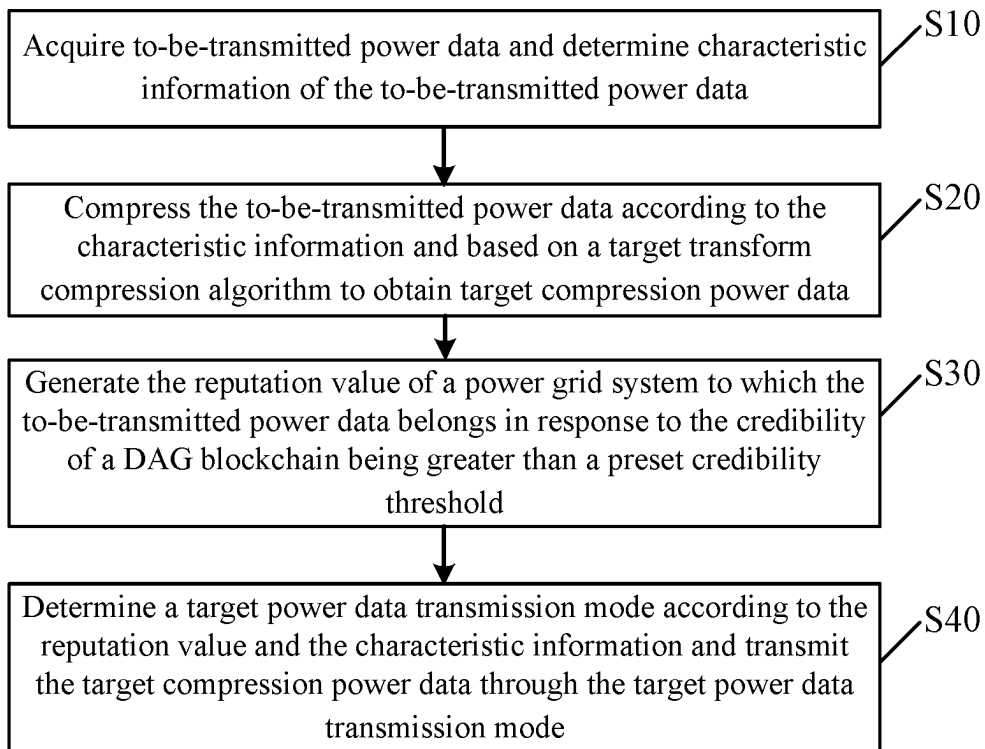 Acquire to-be-transmitted power data and determine characteristic
information of the to-be-transmitted power data
S10
Compress the to-be-transmitted power data according to the
characteristic information and based on a target transform
compression algorithm to obtain target compression power data
S20
Generate the reputation value of a power grid system to which the
to-be-transmitted power data belongs in response to the credibility
of a DAG blockchain being greater than a preset credibility
threshold
S30
Determine a target power data transmission mode according to the
reputation value and the characteristic information and transmit
the target compression power data through the target power data
transmission mode
S40